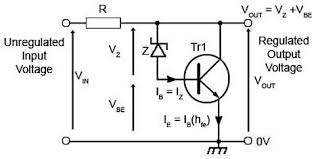 R
V_OUT = V_Z + V_BE
Unregulated
Input
Voltage
V_Z
Z
Tr1
Regulated
Output
Voltage
V_IN
V_OUT
I_B = I_Z
V_BE
I_E = I_B(h_fe)
0V